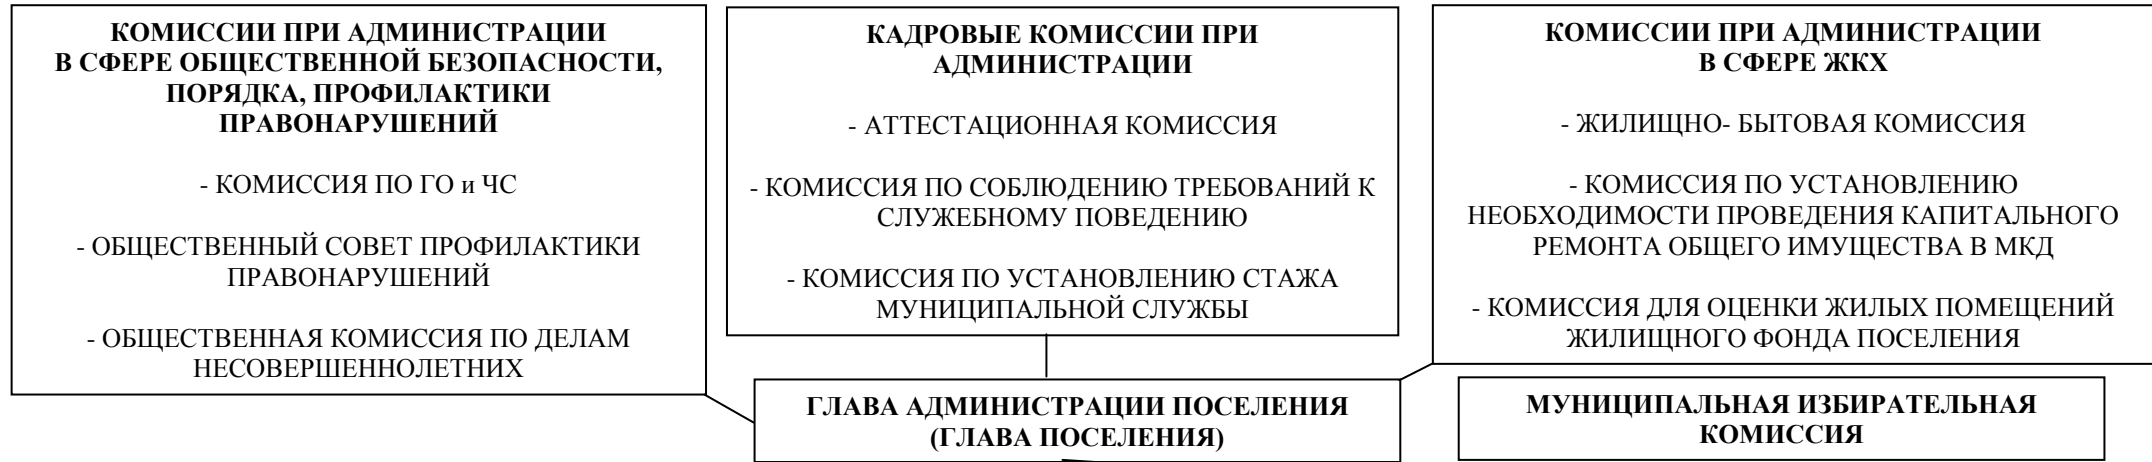 КОМИССИИ ПРИ АДМИНИСТРАЦИИ
В СФЕРЕ ОБЩЕСТВЕННОЙ БЕЗОПАСНОСТИ,
ПОРЯДКА, ПРОФИЛАКТИКИ
ПРАВОНАРУШЕНИЙ
- КОМИССИЯ ПО ГО и ЧС
- ОБЩЕСТВЕННЫЙ СОВЕТ ПРОФИЛАКТИКИ
ПРАВОНАРУШЕНИЙ
- ОБЩЕСТВЕННАЯ КОМИССИЯ ПО ДЕЛАМ
НЕСОВЕРШЕННОЛЕТНИХ
КАДРОВЫЕ КОМИССИИ ПРИ
АДМИНИСТРАЦИИ
- АТТЕСТАЦИОННАЯ КОМИССИЯ
- КОМИССИЯ ПО СОБЛЮДЕНИЮ ТРЕБОВАНИЙ К
СЛУЖЕБНОМУ ПОВЕДЕНИЮ
- КОМИССИЯ ПО УСТАНОВЛЕНИЮ СТАЖА
МУНИЦИПАЛЬНОЙ СЛУЖБЫ
КОМИССИИ ПРИ АДМИНИСТРАЦИИ
В СФЕРЕ ЖКХ
- ЖИЛИЩНО- БЫТОВАЯ КОМИССИЯ
- КОМИССИЯ ПО УСТАНОВЛЕНИЮ
НЕОБХОДИМОСТИ ПРОВЕДЕНИЯ КАПИТАЛЬНОГО
РЕМОНТА ОБЩЕГО ИМУЩЕСТВА В МКД
- КОМИССИЯ ДЛЯ ОЦЕНКИ ЖИЛЫХ ПОМЕЩЕНИЙ
ЖИЛИЩНОГО ФОНДА ПОСЕЛЕНИЯ
ГЛАВА АДМИНИСТРАЦИИ ПОСЕЛЕНИЯ
(ГЛАВА ПОСЕЛЕНИЯ)
МУНИЦИПАЛЬНАЯ ИЗБИРАТЕЛЬНАЯ
КОМИССИЯ